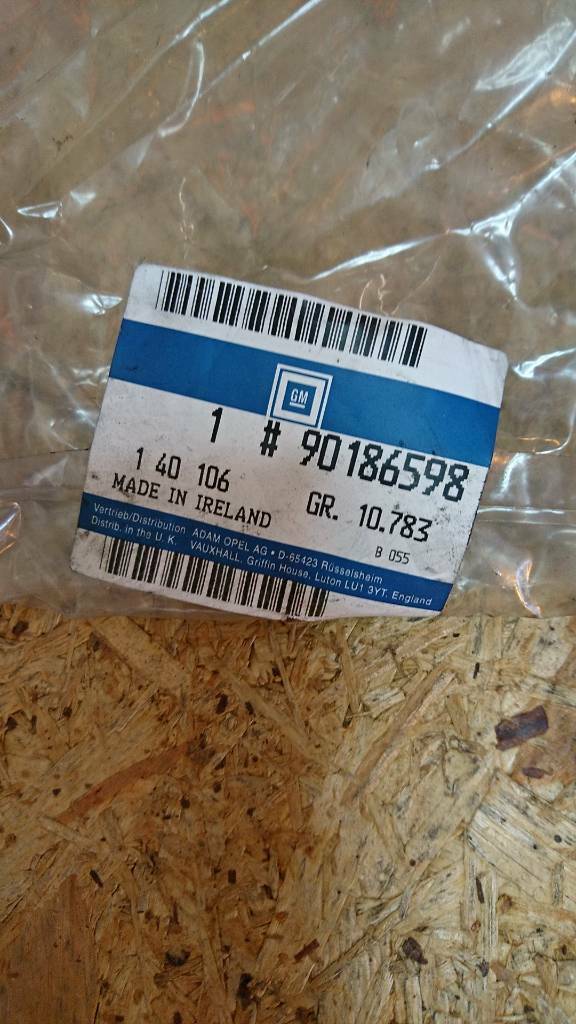 GM
1 # 90186598
1 40 106 GR. 10.783
MADE IN IRELAND B 055
Vertrieb/Distribution ADAM OPEL AG • D-65423 Rüsselsheim
Distrib. in the U. K. VAUXHALL. Griffin House, Luton LU1 3YT. England